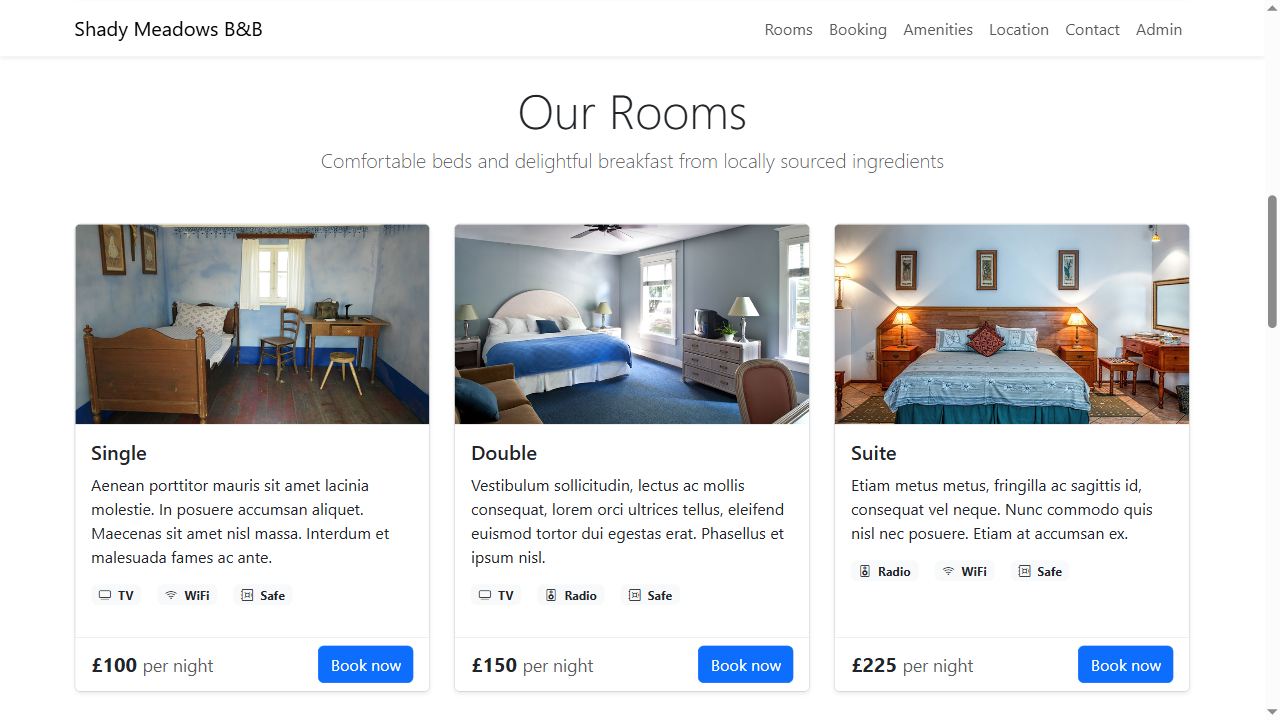 Shady Meadows B&B
Rooms Booking Amenities Location Contact Admin
Our Rooms
Comfortable beds and delightful breakfast from locally sourced ingredients
Single
Aenean porttitor mauris sit amet lacinia
molestie. In posuere accumsan aliquet.
Maecenas sit amet nisl massa. Interdum et
malesuada fames ac ante.
TV WiFi Safe
£100 per night Book now
Double
Vestibulum sollicitudin, lectus ac mollis
consequat, lorem orci ultrices tellus, eleifend
euismod tortor dui egestas erat. Phasellus et
ipsum nisl.
TV Radio Safe
£150 per night Book now
Suite
Etiam metus metus, fringilla ac sagittis id,
consequat vel neque. Nunc commodo quis
nisl nec posuere. Etiam at accumsan ex.
Radio WiFi Safe
£225 per night Book now